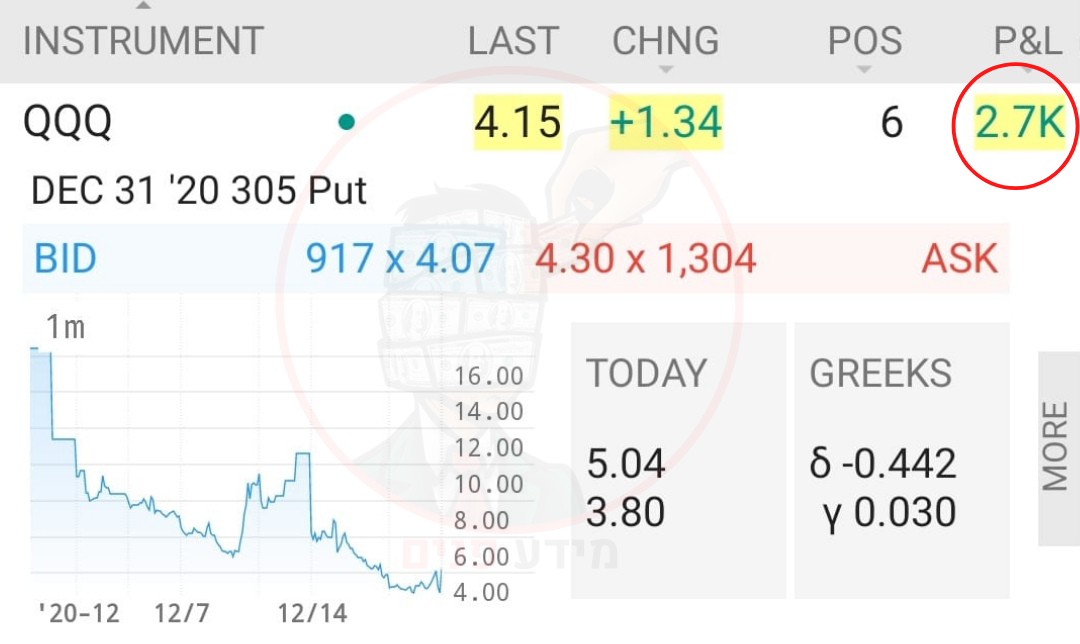 INSTRUMENT LAST CHNG POS P&L
QQQ 4.15 +1.34 6 2.7K
DEC 31 '20 305 Put
BID 917 x 4.07 4.30 x 1,304 ASK
1m
16.00
14.00
12.00
10.00
8.00
6.00
4.00
'20-12 12/7 12/14
TODAY
5.04
3.80
GREEKS
δ -0.442
γ 0.030
MORE
מידע פנים